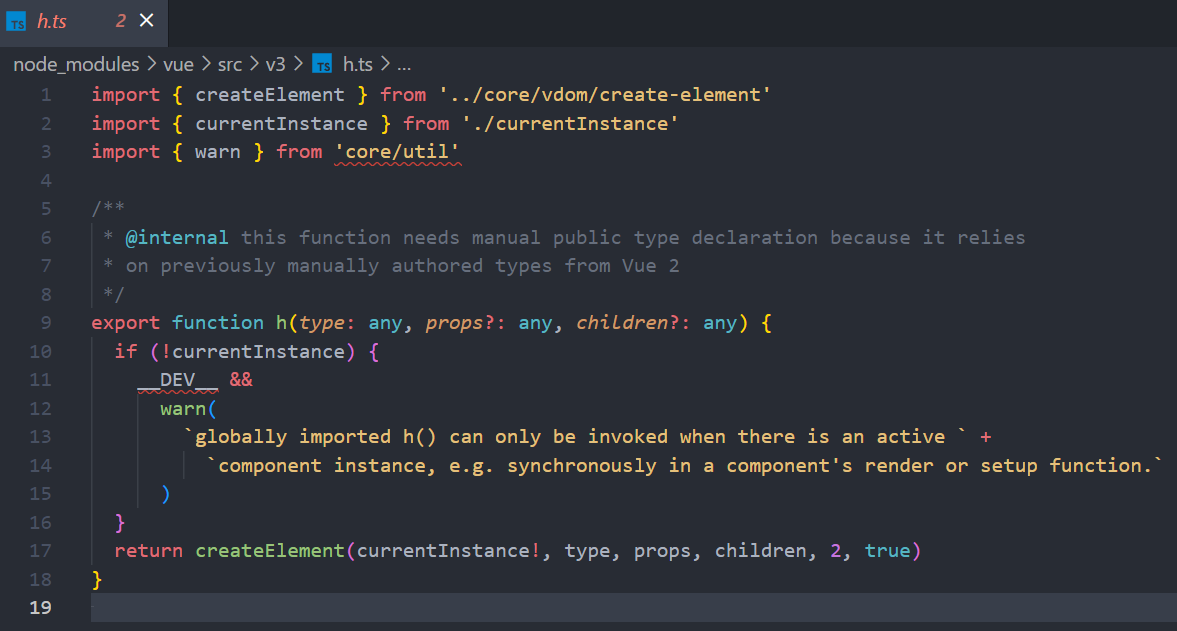 TS h.ts 2
node_modules > vue > src > v3 > TS h.ts > ...
1 import { createElement } from '../core/vdom/create-element'
2 import { currentInstance } from './currentInstance'
3 import { warn } from 'core/util'
4
5 /**
6  * @internal this function needs manual public type declaration because it relies
7  * on previously manually authored types from Vue 2
8  */
9 export function h(type: any, props?: any, children?: any) {
10   if (!currentInstance) {
11     __DEV__ &&
12       warn(
13         `globally imported h() can only be invoked when there is an active ` +
14           `component instance, e.g. synchronously in a component's render or setup function.`
15       )
16   }
17   return createElement(currentInstance!, type, props, children, 2, true)
18 }
19